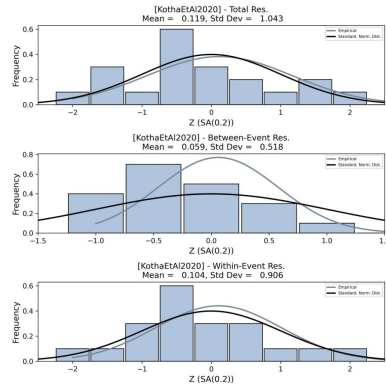 [KothaEtAl2020] - Total Res.
Mean = 0.119, Std Dev = 1.043
Empirical
Standard. Norm. Dist.
Frequency
0.6
0.4
0.2
0.0
-2 -1 0 1 2
Z (SA(0.2))
[KothaEtAl2020] - Between-Event Res.
Mean = 0.059, Std Dev = 0.518
Empirical
Standard. Norm. Dist.
Frequency
0.8
0.6
0.4
0.2
0.0
-1.5 -1.0 -0.5 0.0 0.5 1.0 1.5
Z (SA(0.2))
[KothaEtAl2020] - Within-Event Res.
Mean = 0.104, Std Dev = 0.906
Empirical
Standard. Norm. Dist.
Frequency
0.6
0.4
0.2
0.0
-2 -1 0 1 2
Z (SA(0.2))